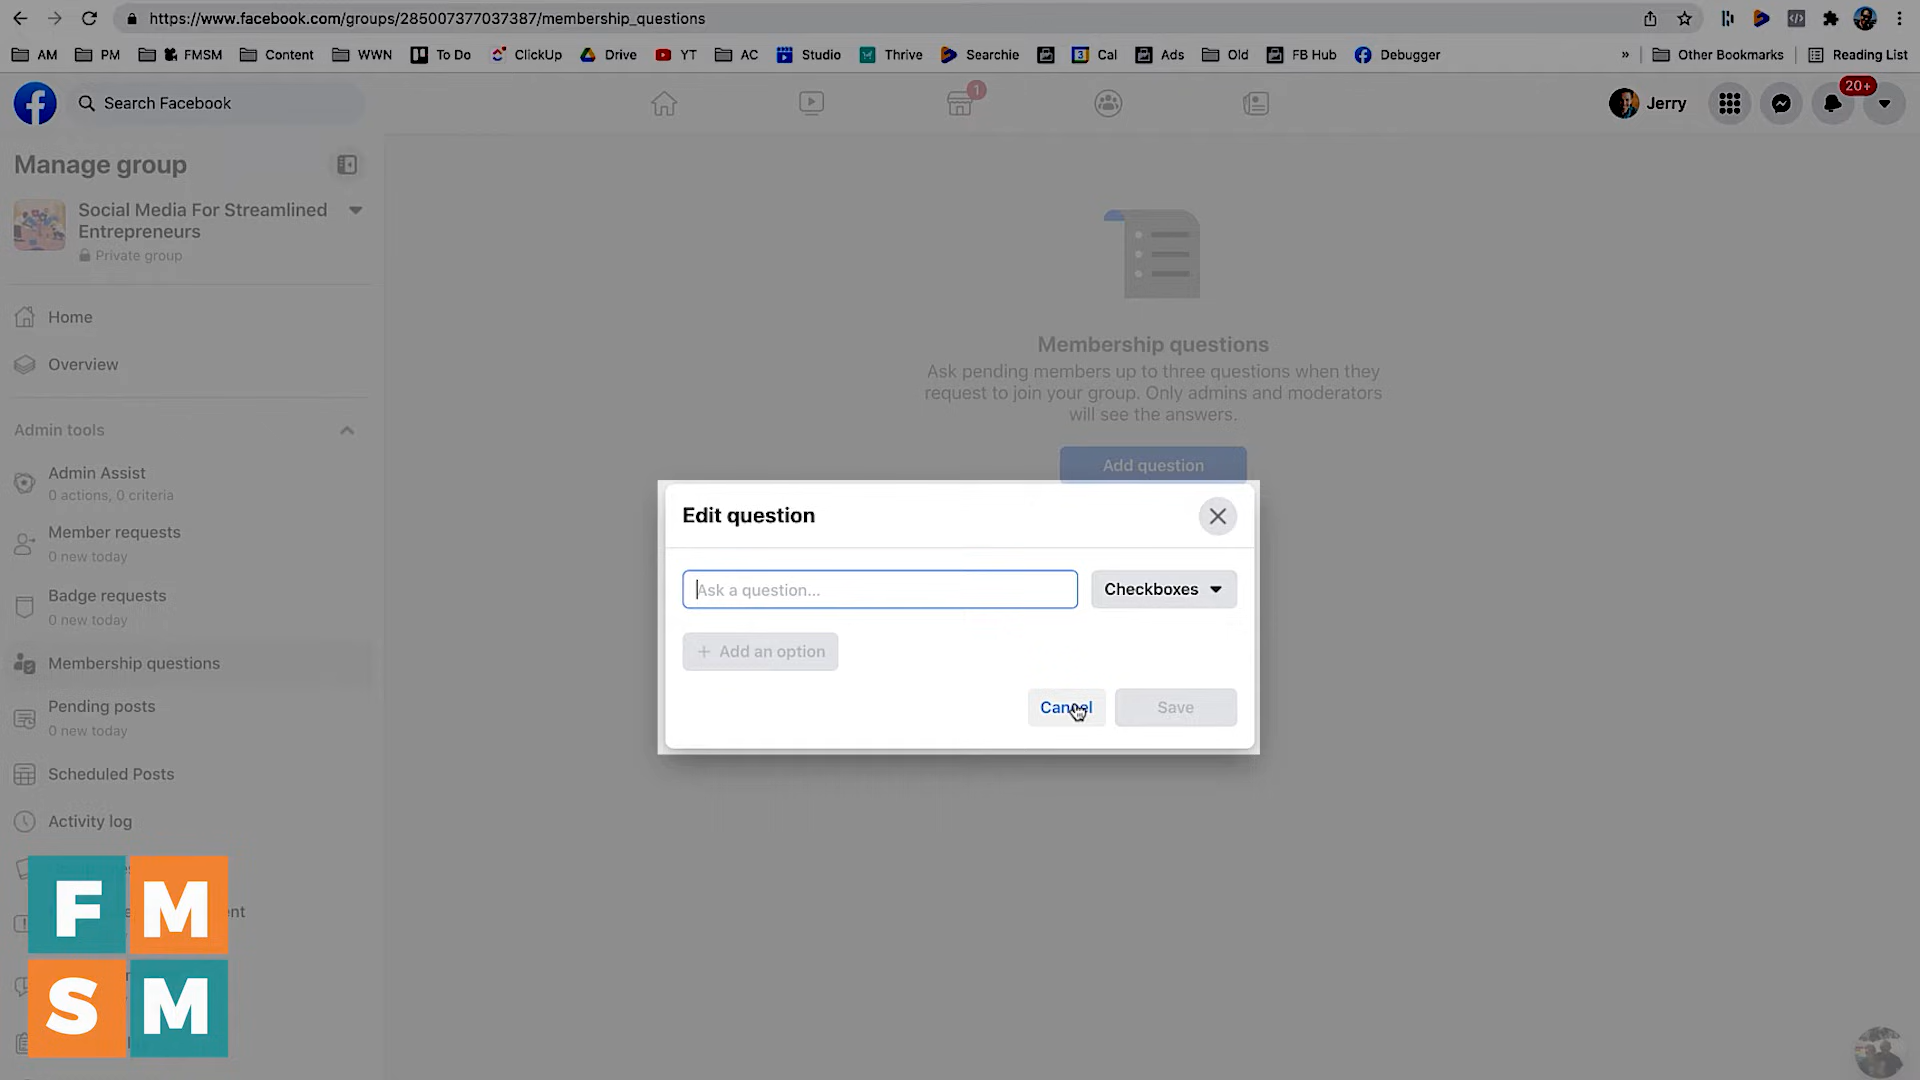 https://www.facebook.com/groups/285007377037387/membership_questions
AM PM FMSM Content WWN To Do ClickUp Drive YT AC Studio Thrive Searchie 3 Cal Ads Old FB Hub Debugger » Other Bookmarks Reading List
Search Facebook
1
Jerry
20+
Manage group
Social Media For Streamlined
Entrepreneurs
Private group
Home
Overview
Admin tools
Admin Assist
0 actions, 0 criteria
Member requests
0 new today
Badge requests
0 new today
Membership questions
Pending posts
0 new today
Scheduled Posts
Activity log
Membership questions
Ask pending members up to three questions when they
request to join your group. Only admins and moderators
will see the answers.
Add question
Edit question
Ask a question...
Checkboxes
+ Add an option
Cancel
Save
F M
S M